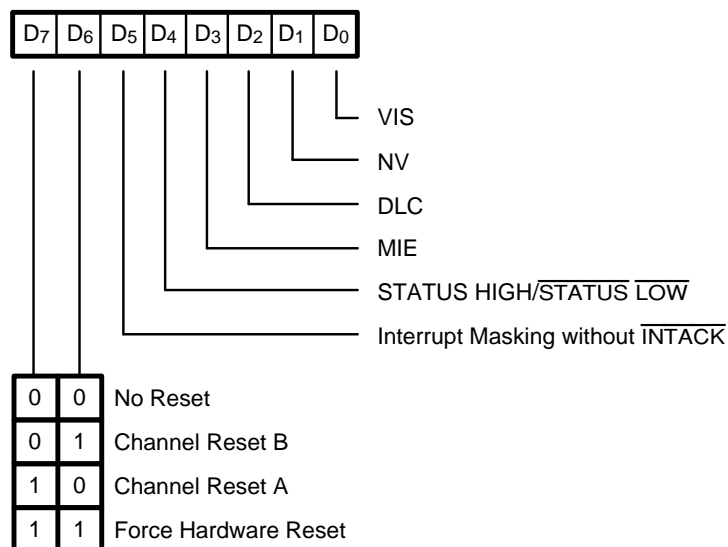 D7 D6 D5 D4 D3 D2 D1 D0
VIS
NV
DLC
MIE
STATUS HIGH/STATUS LOW
Interrupt Masking without INTACK
0 0 No Reset
0 1 Channel Reset B
1 0 Channel Reset A
1 1 Force Hardware Reset